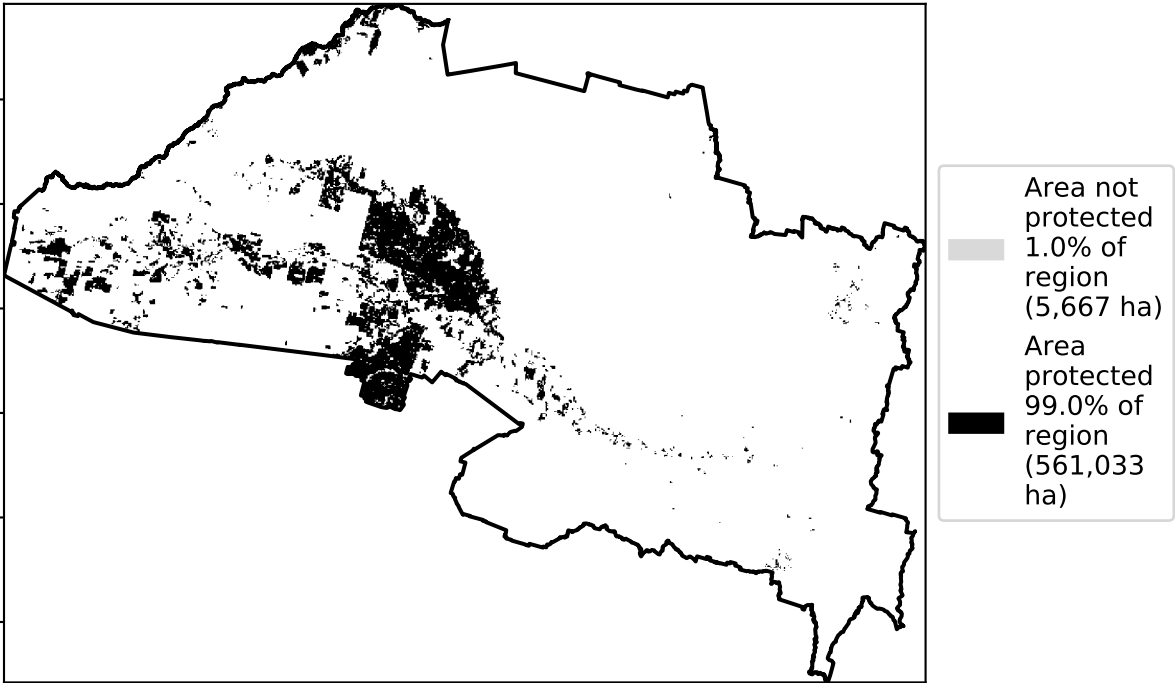 Area not
protected
1.0% of
region
(5,667 ha)
Area
protected
99.0% of
region
(561,033
ha)